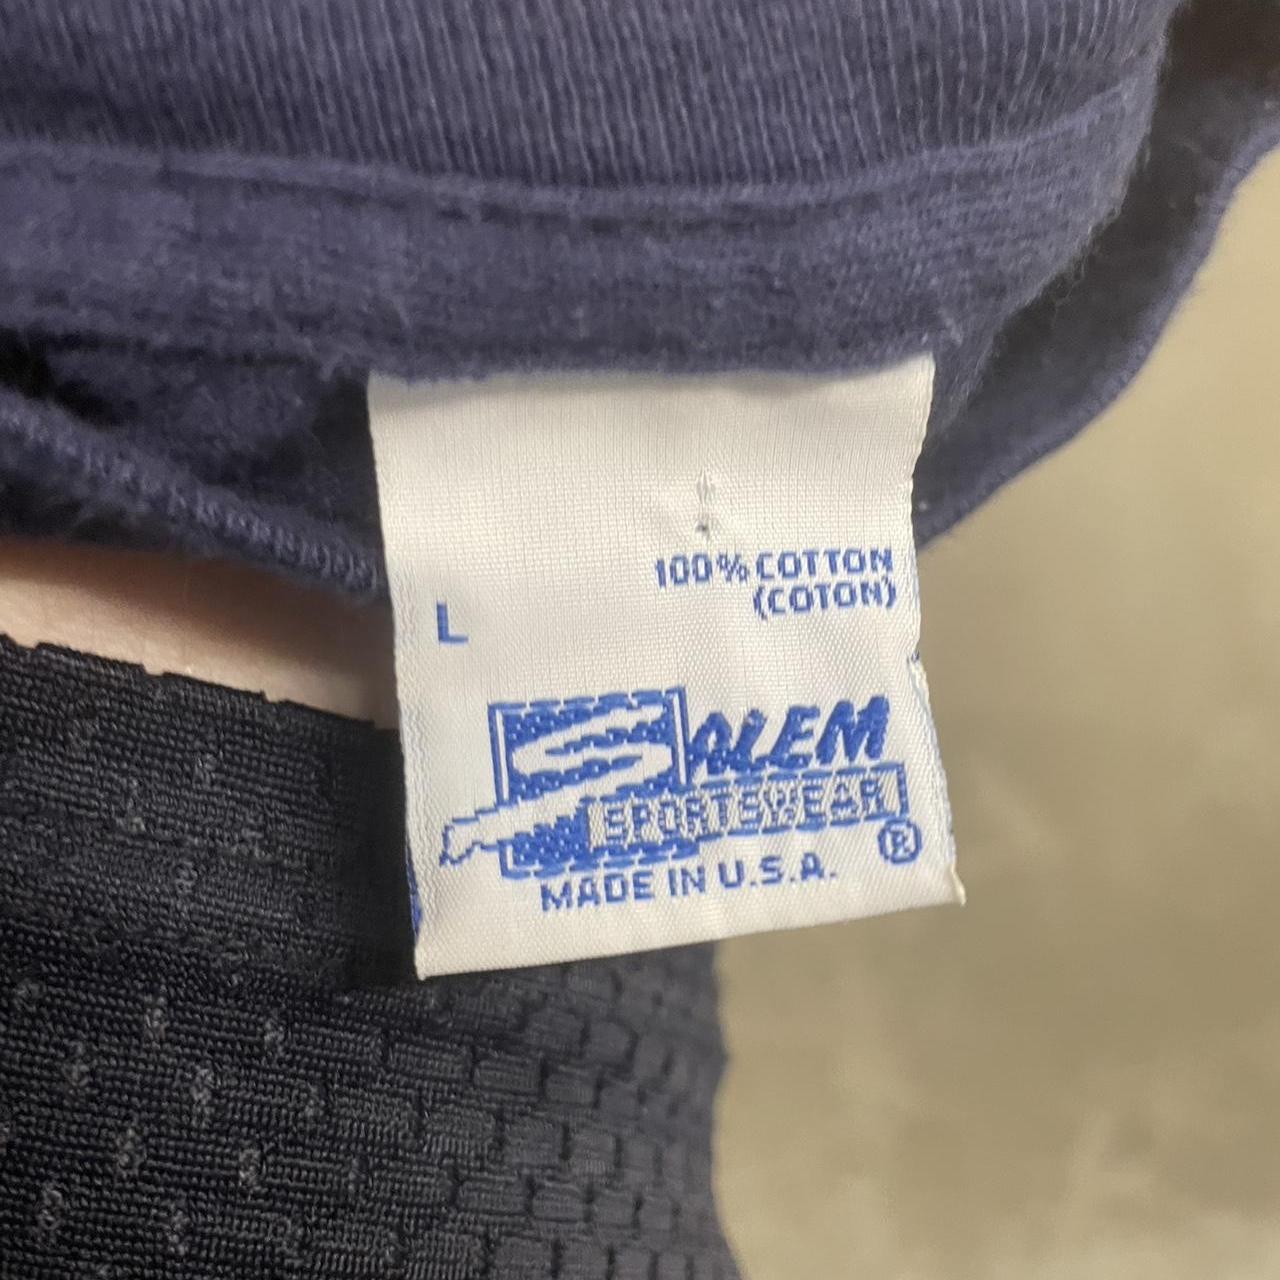 100% COTTON
(COTON)
L
SALEM
SPORTSWEAR
®
MADE IN U.S.A.